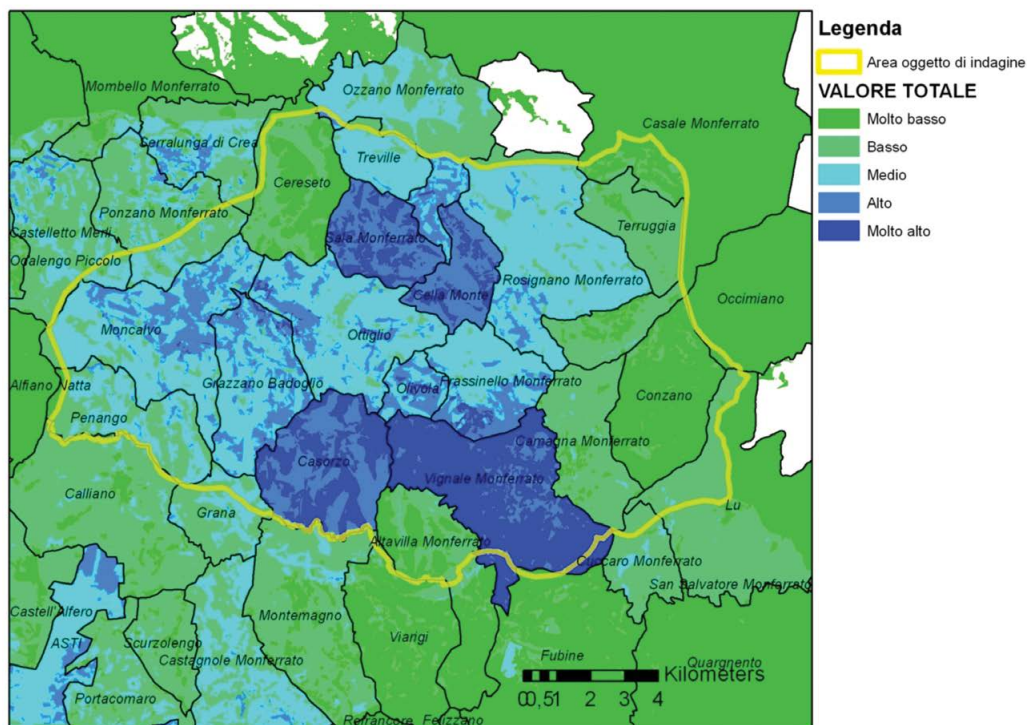 Legenda
Area oggetto di indagine
VALORE TOTALE
Molto basso
Basso
Medio
Alto
Molto alto
Mombello Monferrato
Ozzano Monferrato
Casale Monferrato
Serralunga di Crea
Treville
Cereseto
Ponzano Monferrato
Castelletto Merli
Terruggia
Sala Monferrato
Odalengo Piccolo
Rosignano Monferrato
Cella Monte
Occimiano
Moncalvo
Ottiglio
Alfiano Natta
Grazzano Badoglio
Olivola
Frassinello Monferrato
Conzano
Penango
Camagna Monferrato
Casorzo
Vignale Monferrato
Calliano
Lu
Grana
Altavilla Monferrato
Cuccaro Monferrato
San Salvatore Monferrato
Castell'Alfero
Montemagno
Viarigi
ASTI
Scurzolengo
Castagnole Monferrato
Fubine
Quargnento
Portacomaro
Refrancore
Felizzano
00,51 2 3 4 Kilometers